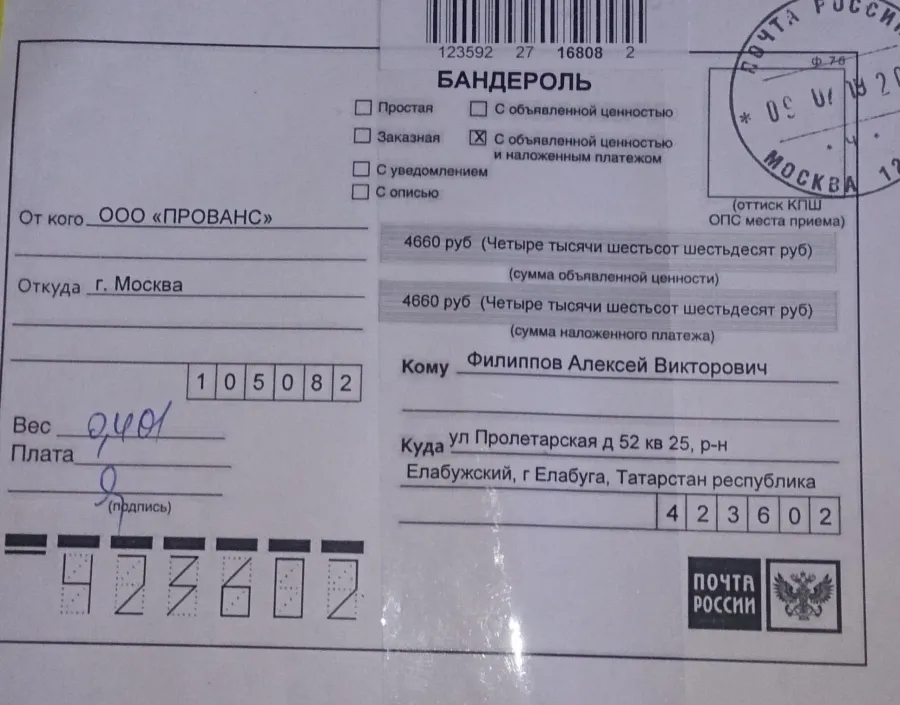 123592 27 16808 2
ПОЧТА РОССИИ
МОСКВА
ф. 7б
БАНДЕРОЛЬ
Простая
С объявленной ценностью
Заказная
X С объявленной ценностью
и наложенным платежом
С уведомлением
С описью
(оттиск КПШ
ОПС места приема)
От кого ООО «ПРОВАНС»
4660 руб (Четыре тысячи шестьсот шестьдесят руб)
(сумма объявленной ценности)
Откуда г. Москва
4660 руб (Четыре тысячи шестьсот шестьдесят руб)
(сумма наложенного платежа)
105082
Кому Филиппов Алексей Викторович
Вес 0,401
Плата
(подпись)
Куда ул Пролетарская д 52 кв 25, р-н
Елабужский, г Елабуга, Татарстан республика
423602
423602
ПОЧТА
РОССИИ